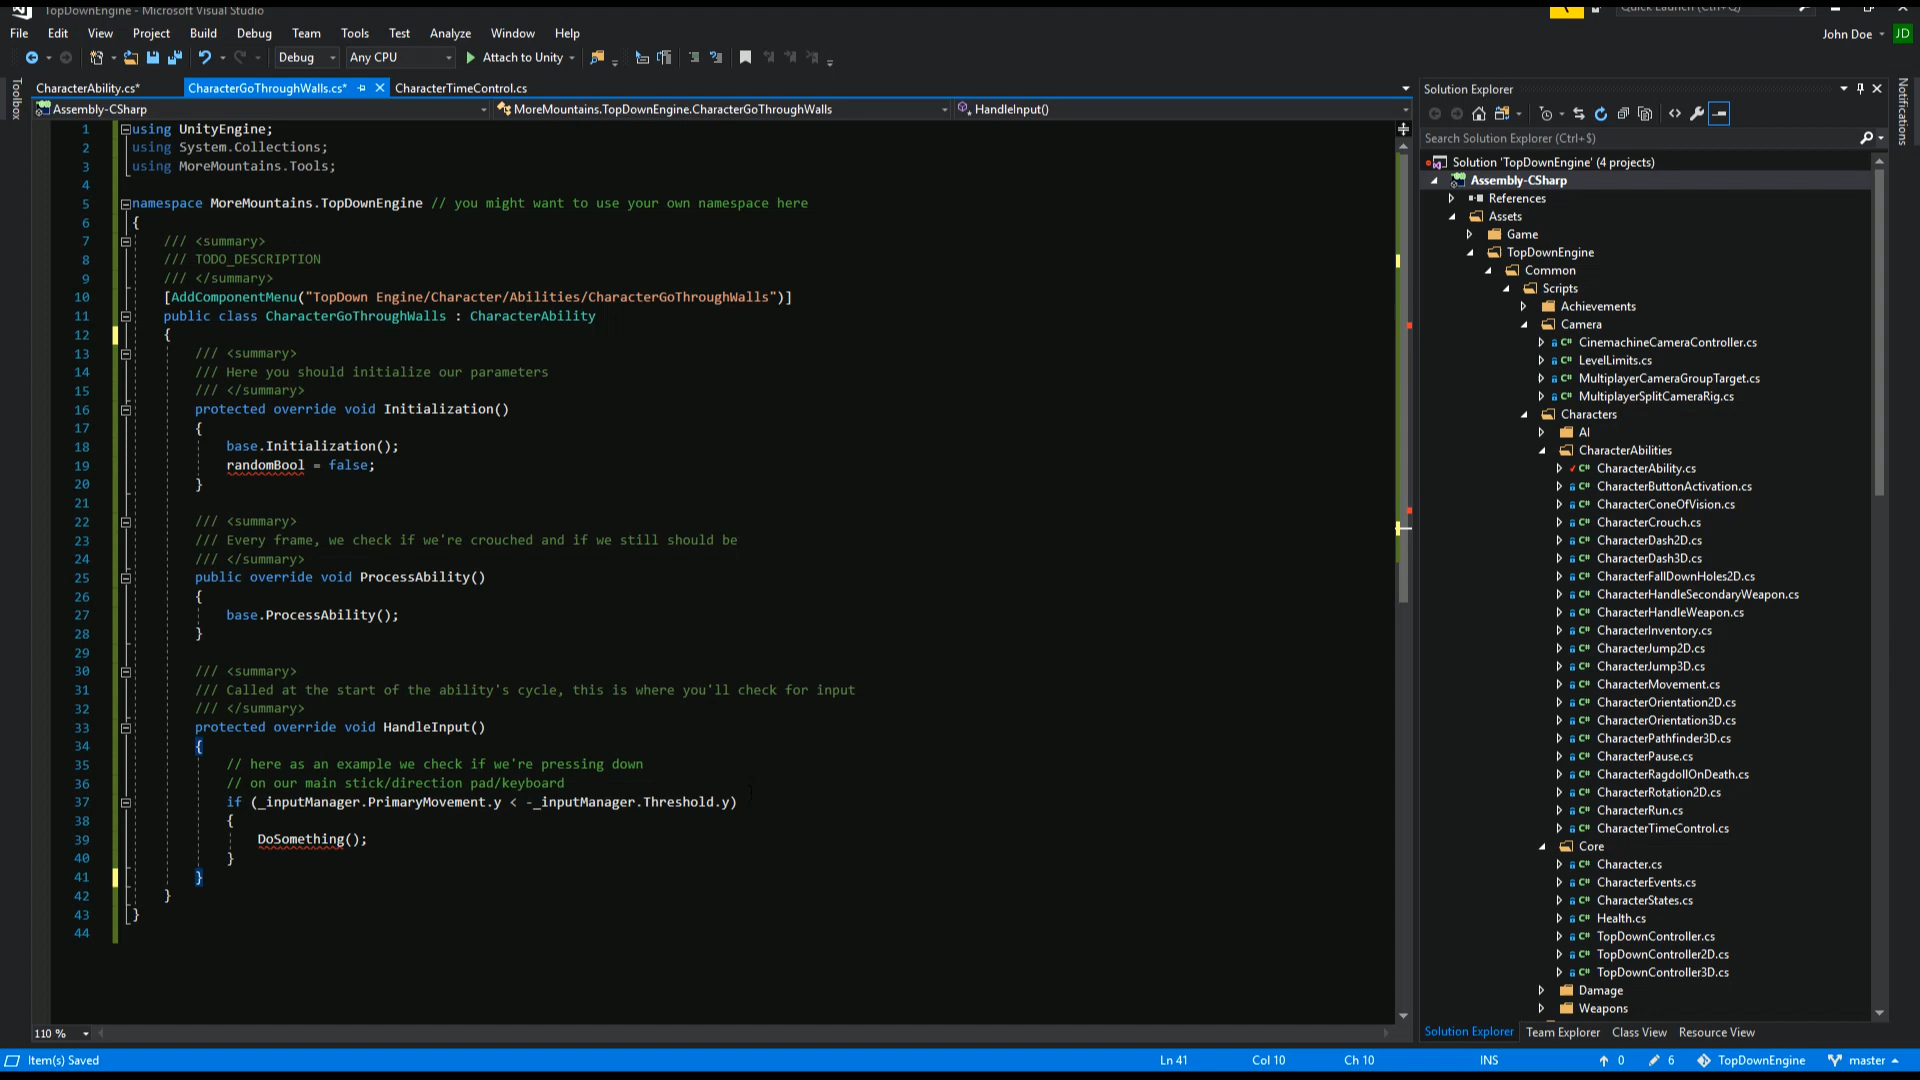 TopDownEngine - Microsoft Visual Studio
Quick Launch (Ctrl+Q)
File Edit View Project Build Debug Team Tools Test Analyze Window Help
John Doe JD
Debug Any CPU Attach to Unity
Toolbox
CharacterAbility.cs* CharacterGoThroughWalls.cs* CharacterTimeControl.cs
Assembly-CSharp MoreMountains.TopDownEngine.CharacterGoThroughWalls HandleInput()
1 using UnityEngine;
2 using System.Collections;
3 using MoreMountains.Tools;
4
5 namespace MoreMountains.TopDownEngine // you might want to use your own namespace here
6 {
7 /// <summary>
8 /// TODO_DESCRIPTION
9 /// </summary>
10 [AddComponentMenu("TopDown Engine/Character/Abilities/CharacterGoThroughWalls")]
11 public class CharacterGoThroughWalls : CharacterAbility
12 {
13 /// <summary>
14 /// Here you should initialize our parameters
15 /// </summary>
16 protected override void Initialization()
17 {
18 base.Initialization();
19 randomBool = false;
20 }
21
22 /// <summary>
23 /// Every frame, we check if we're crouched and if we still should be
24 /// </summary>
25 public override void ProcessAbility()
26 {
27 base.ProcessAbility();
28 }
29
30 /// <summary>
31 /// Called at the start of the ability's cycle, this is where you'll check for input
32 /// </summary>
33 protected override void HandleInput()
34 {
35 // here as an example we check if we're pressing down
36 // on our main stick/direction pad/keyboard
37 if (_inputManager.PrimaryMovement.y < -_inputManager.Threshold.y)
38 {
39 DoSomething();
40 }
41 }
42 }
43 }
44
110 %
Solution Explorer
Search Solution Explorer (Ctrl+$)
Solution 'TopDownEngine' (4 projects)
Assembly-CSharp
References
Assets
Game
TopDownEngine
Common
Scripts
Achievements
Camera
C# CinemachineCameraController.cs
C# LevelLimits.cs
C# MultiplayerCameraGroupTarget.cs
C# MultiplayerSplitCameraRig.cs
Characters
AI
CharacterAbilities
C# CharacterAbility.cs
C# CharacterButtonActivation.cs
C# CharacterConeOfVision.cs
C# CharacterCrouch.cs
C# CharacterDash2D.cs
C# CharacterDash3D.cs
C# CharacterFallDownHoles2D.cs
C# CharacterHandleSecondaryWeapon.cs
C# CharacterHandleWeapon.cs
C# CharacterInventory.cs
C# CharacterJump2D.cs
C# CharacterJump3D.cs
C# CharacterMovement.cs
C# CharacterOrientation2D.cs
C# CharacterOrientation3D.cs
C# CharacterPathfinder3D.cs
C# CharacterPause.cs
C# CharacterRagdollOnDeath.cs
C# CharacterRotation2D.cs
C# CharacterRun.cs
C# CharacterTimeControl.cs
Core
C# Character.cs
C# CharacterEvents.cs
C# CharacterStates.cs
C# Health.cs
C# TopDownController.cs
C# TopDownController2D.cs
C# TopDownController3D.cs
Damage
Weapons
Solution Explorer Team Explorer Class View Resource View
Notifications
Item(s) Saved Ln 41 Col 10 Ch 10 INS 0 6 TopDownEngine master